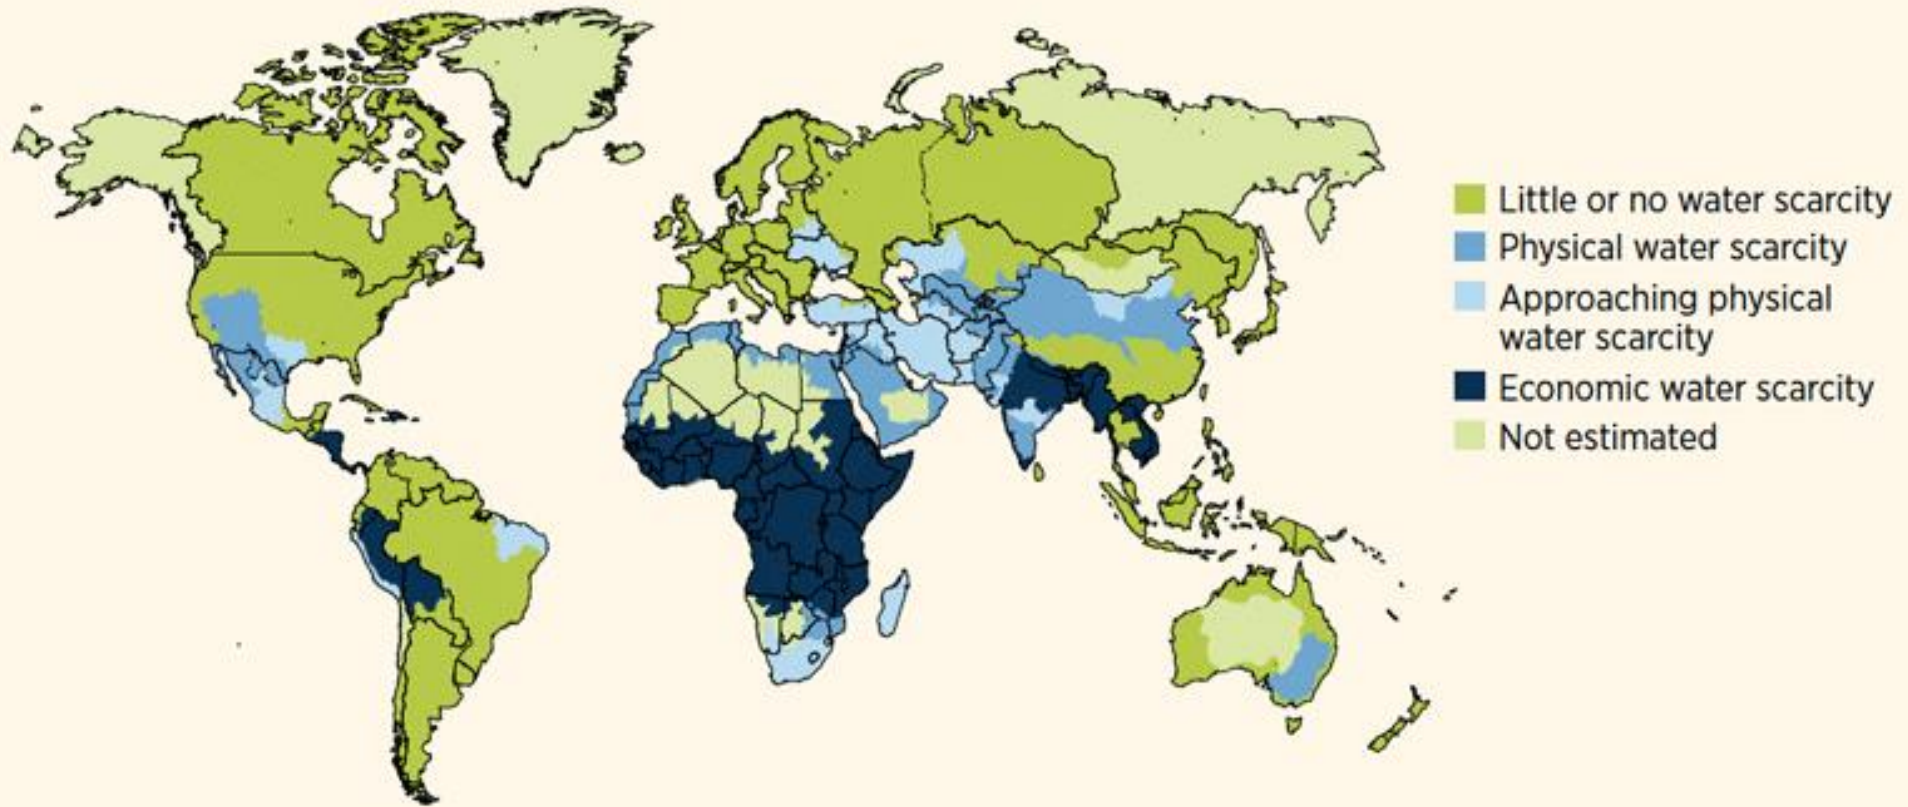 Little or no water scarcity
Physical water scarcity
Approaching physical
water scarcity
Economic water scarcity
Not estimated